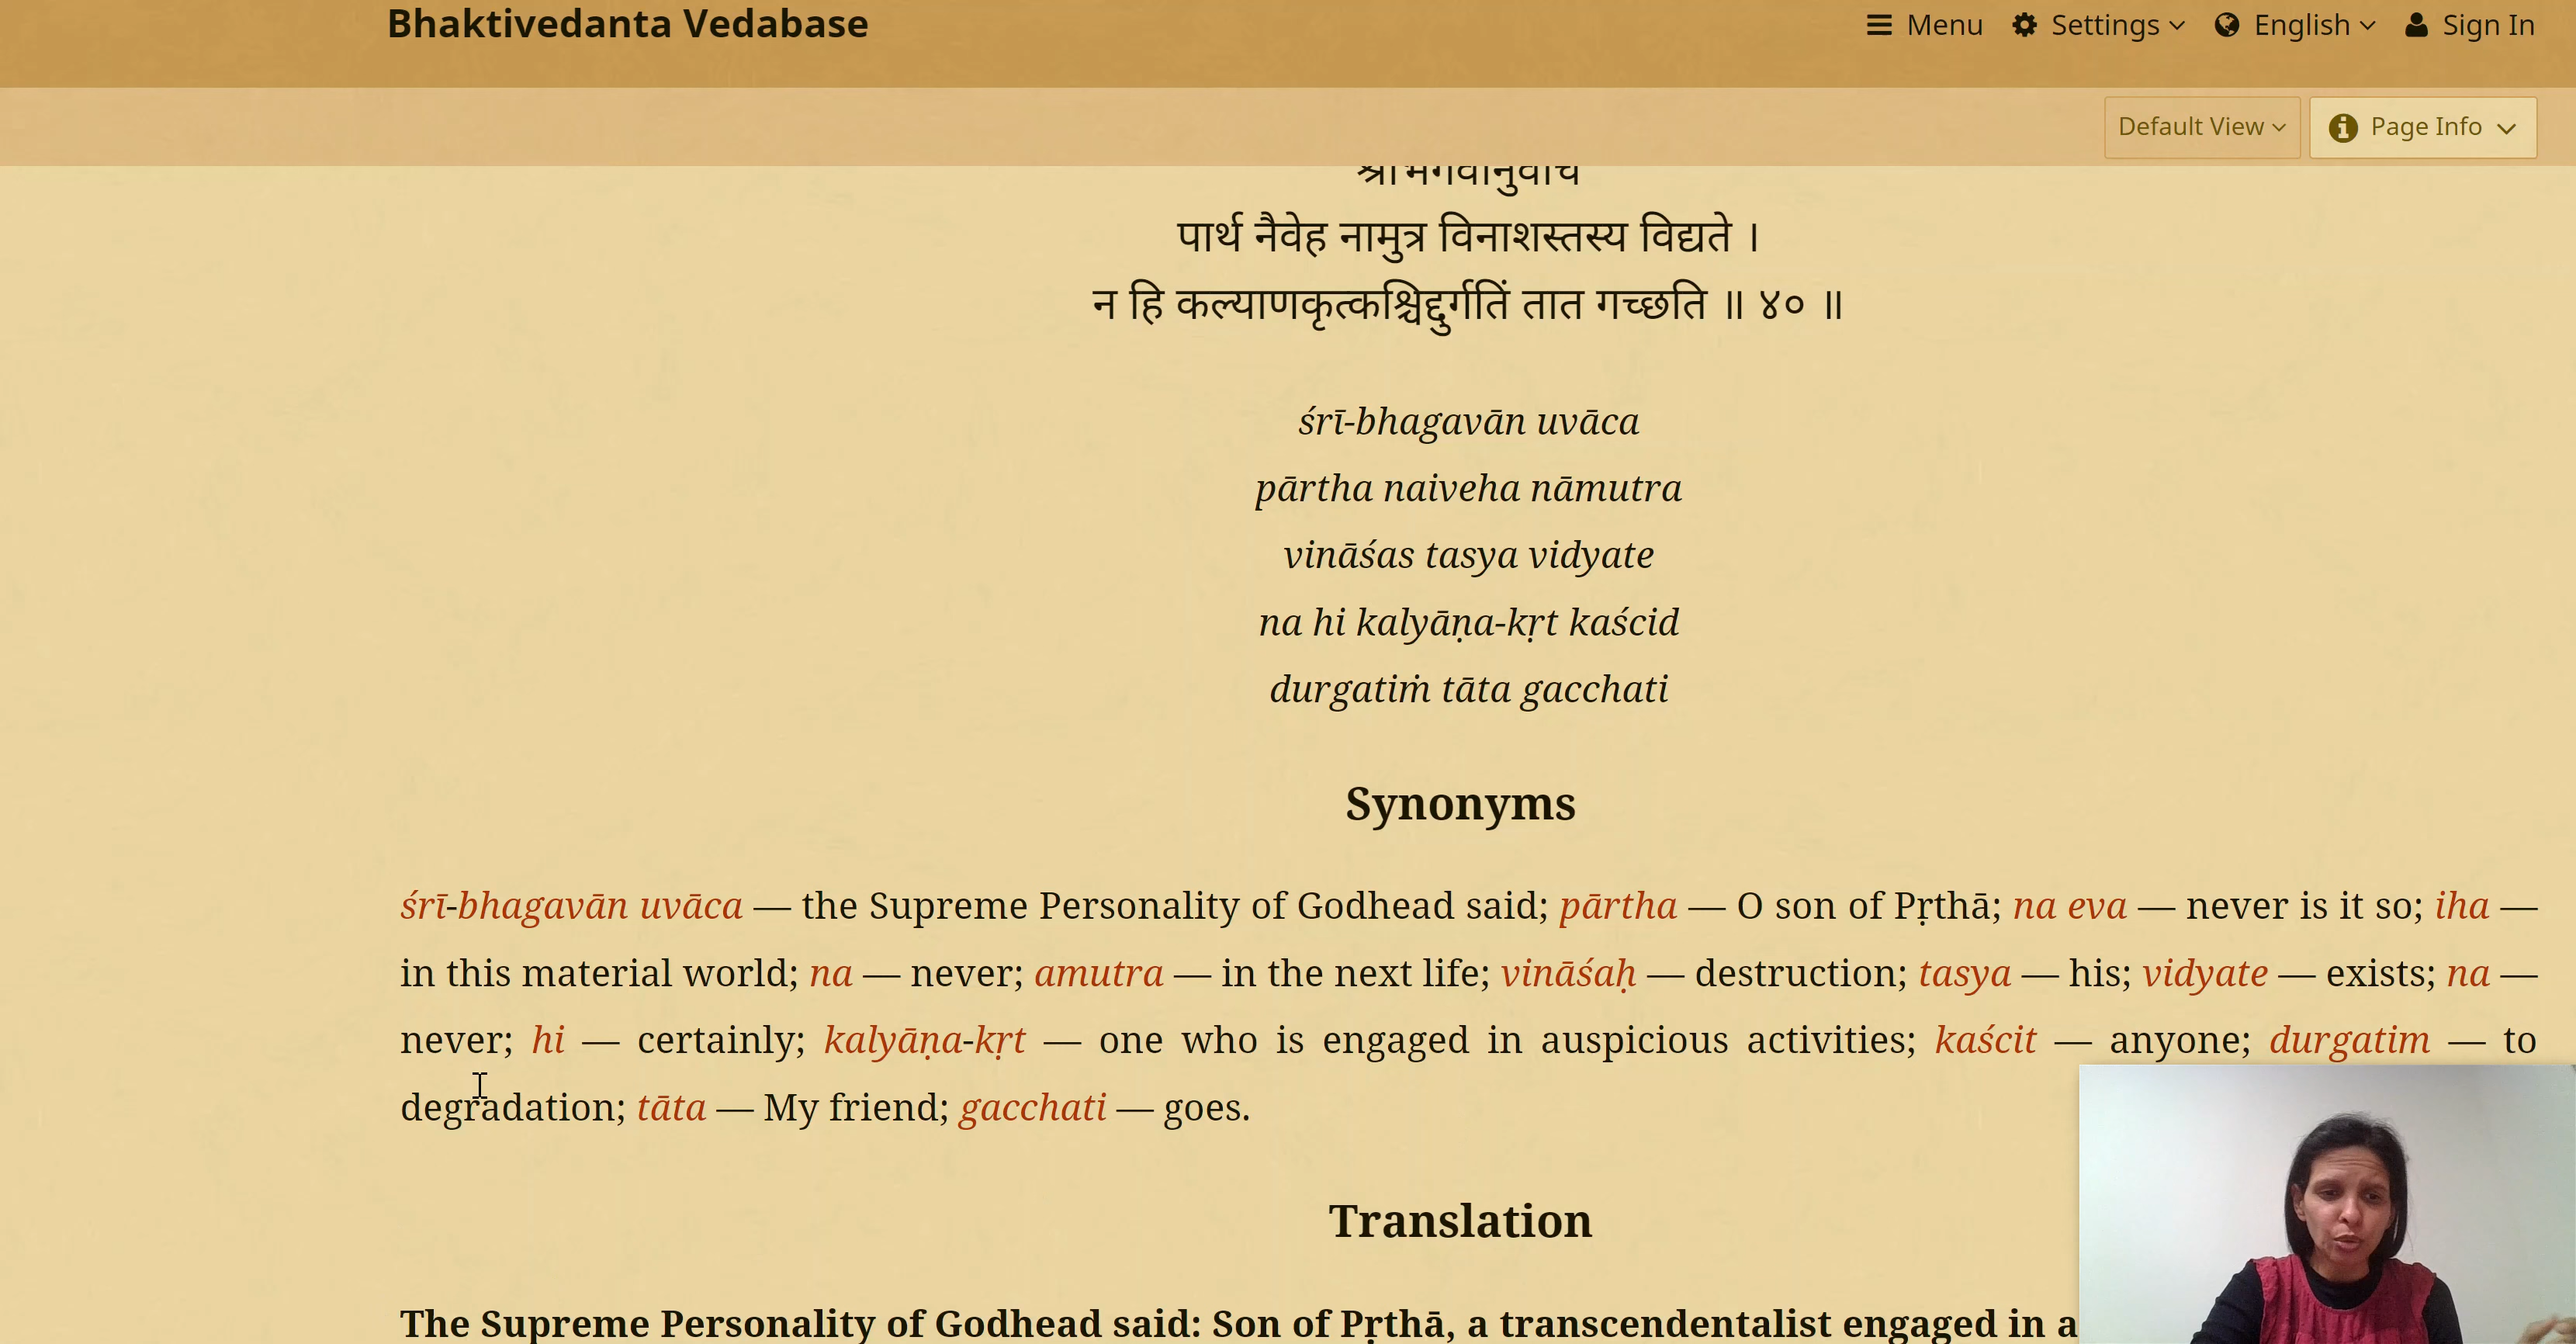 Bhaktivedanta Vedabase
Menu Settings English Sign In
Default View Page Info
श्रीभगवानुवाच
पार्थ नैवेह नामुत्र विनाशस्तस्य विद्यते ।
न हि कल्याणकृत्कश्चिद्दुर्गतिं तात गच्छति ॥ ४० ॥
śrī-bhagavān uvāca
pārtha naiveha nāmutra
vināśas tasya vidyate
na hi kalyāṇa-kṛt kaścid
durgatiṁ tāta gacchati
Synonyms
śrī-bhagavān uvāca — the Supreme Personality of Godhead said; pārtha — O son of Pṛthā; na eva — never is it so; iha —
in this material world; na — never; amutra — in the next life; vināśaḥ — destruction; tasya — his; vidyate — exists; na —
never; hi — certainly; kalyāṇa-kṛt — one who is engaged in auspicious activities; kaścit — anyone; durgatim — to
degradation; tāta — My friend; gacchati — goes.
Translation
The Supreme Personality of Godhead said: Son of Pṛthā, a transcendentalist engaged in